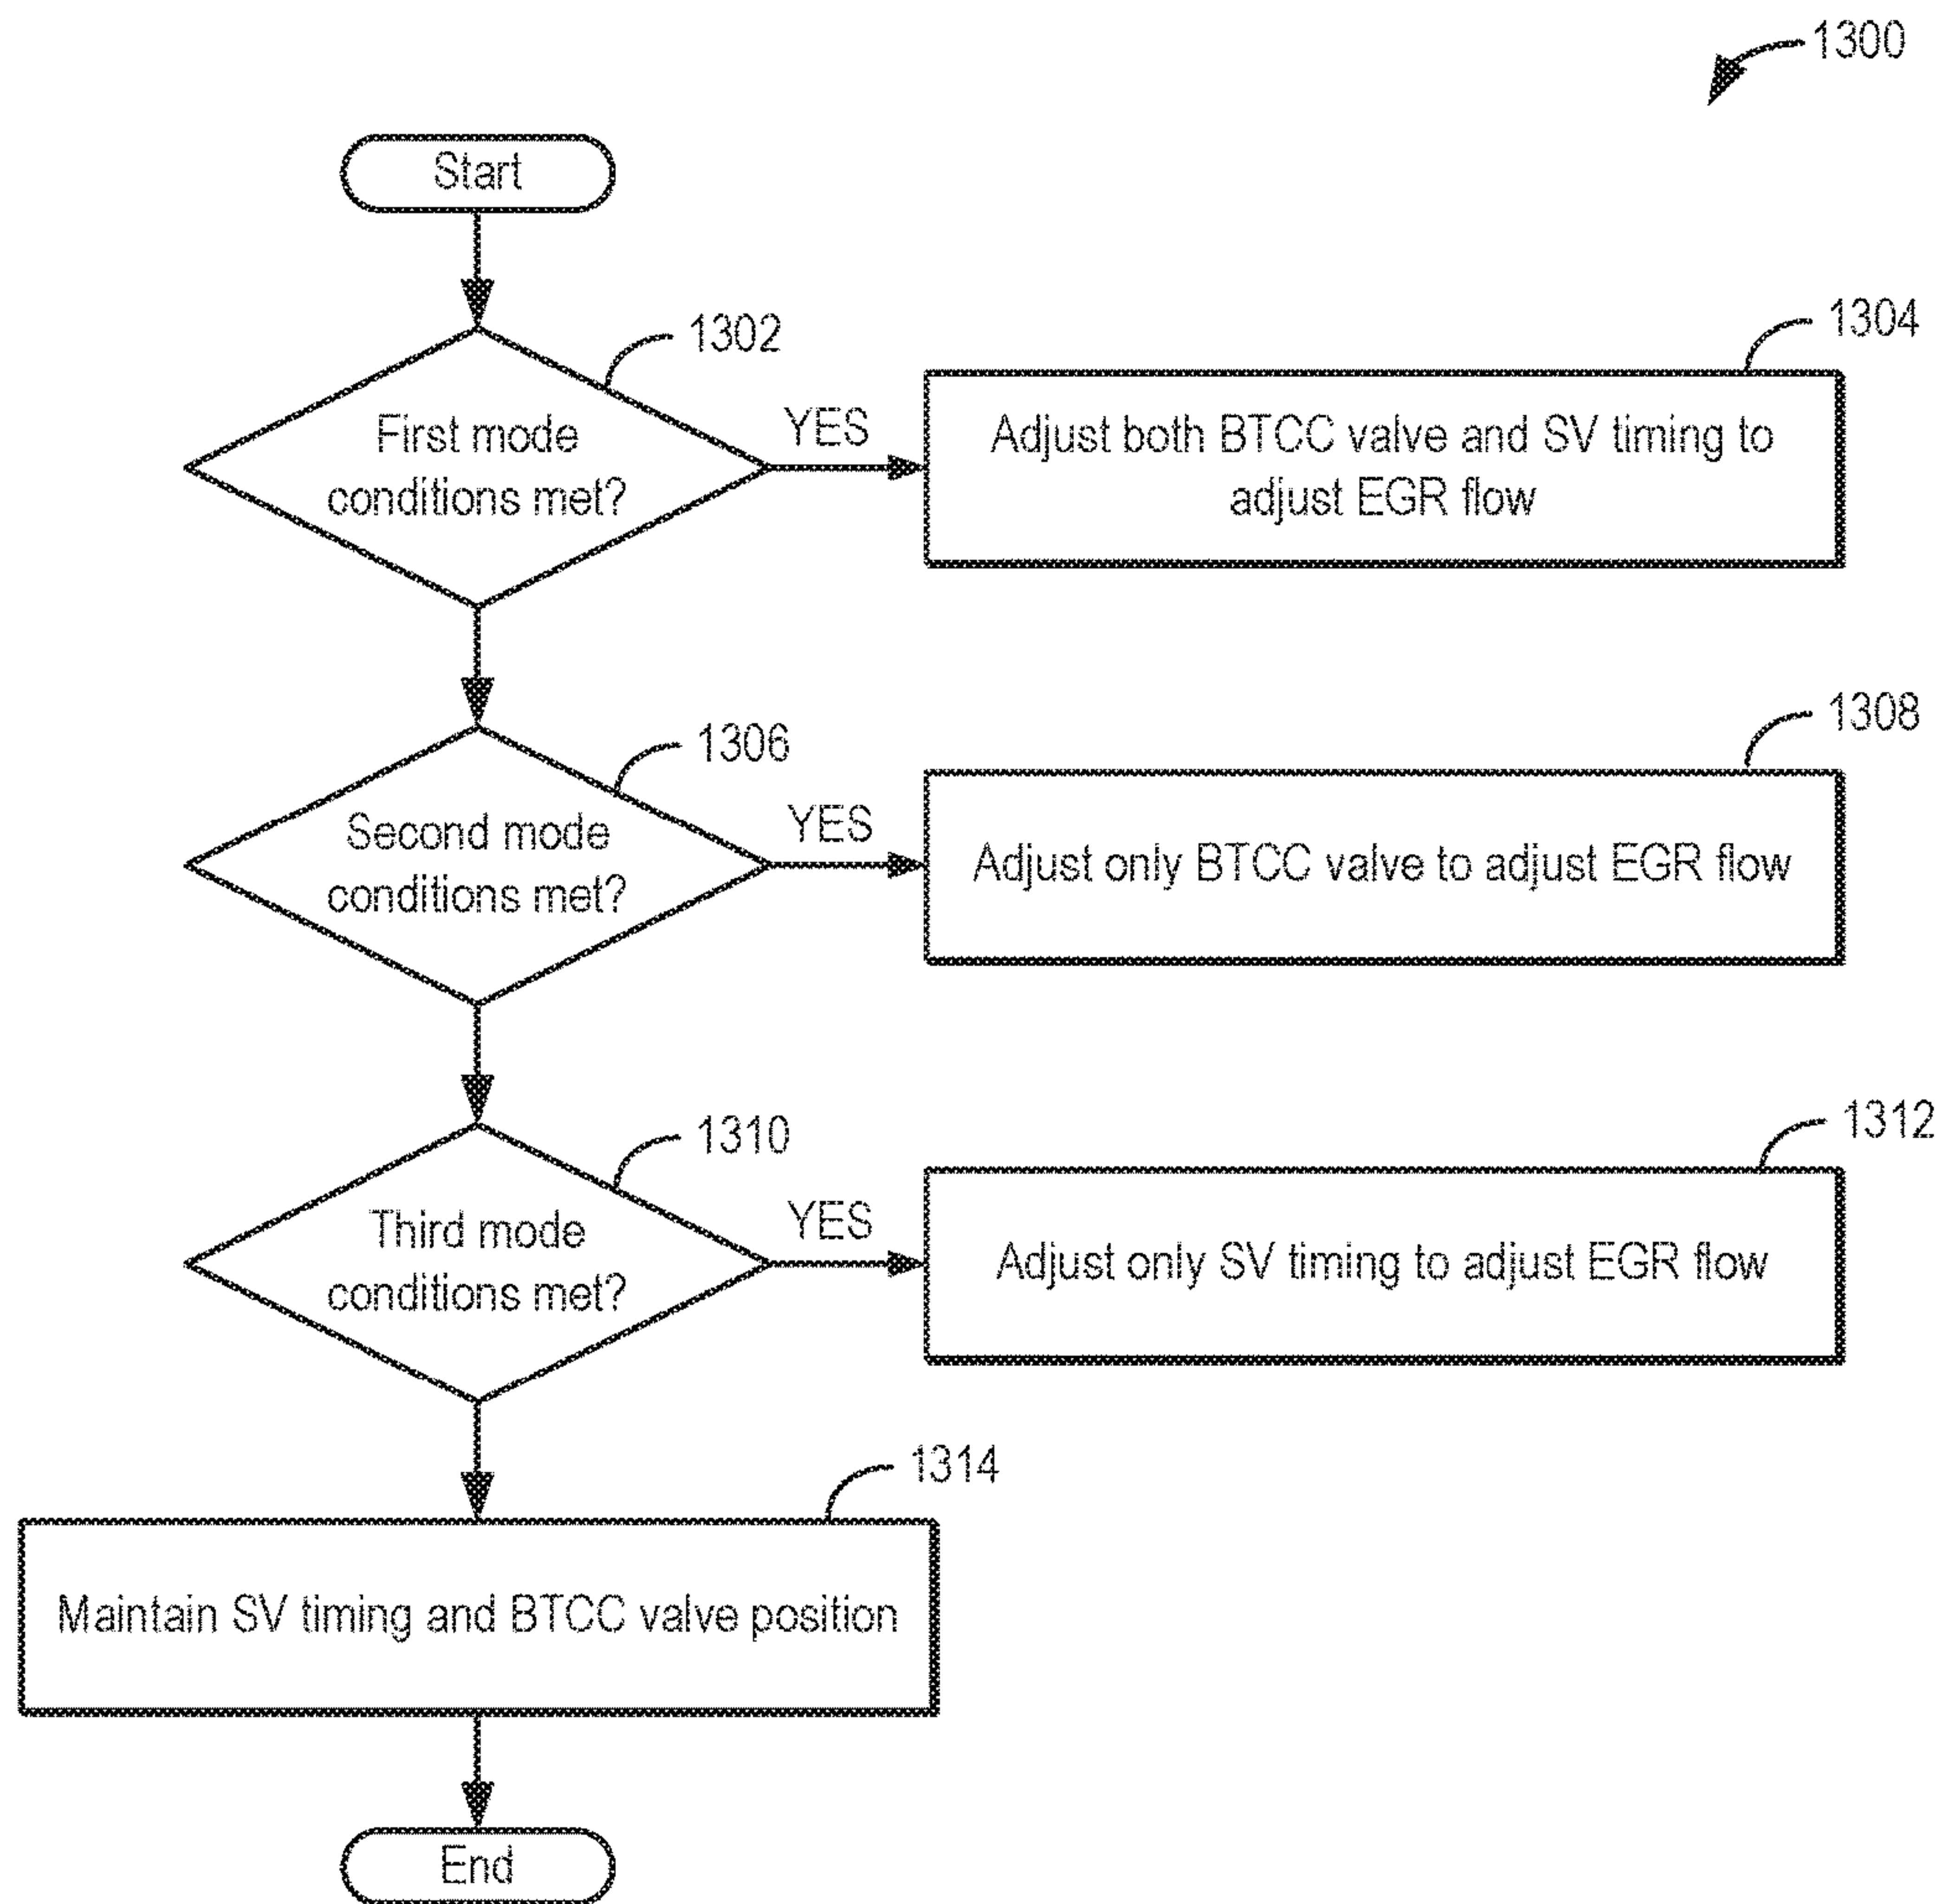 1300
Start
1302
First mode
conditions met?
YES
1304
Adjust both BTCC valve and SV timing to
adjust EGR flow
1306
Second mode
conditions met?
YES
1308
Adjust only BTCC valve to adjust EGR flow
1310
Third mode
conditions met?
YES
1312
Adjust only SV timing to adjust EGR flow
1314
Maintain SV timing and BTCC valve position
End